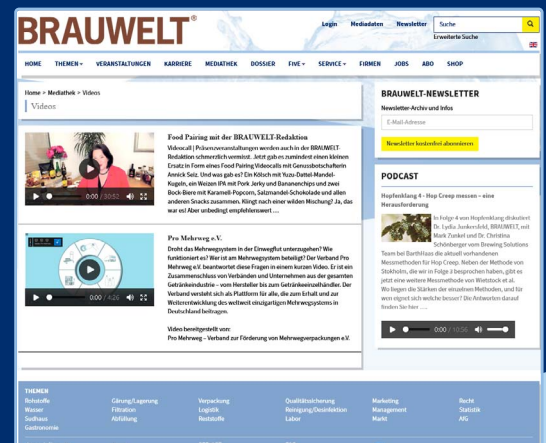 BRAUWELT®
Login Mediadaten Newsletter
Suche
Erweiterte Suche
HOME THEMEN VERANSTALTUNGEN KARRIERE MEDIATHEK DOSSIER FIVE SERVICE FIRMEN JOBS ABO SHOP
Home > Mediathek > Videos
Videos
Food Pairing mit der BRAUWELT-Redaktion
Videocall | Präsenzveranstaltungen werden auch in der BRAUWELT-
Redaktion schmerzlich vermisst. Jetzt gab es zumindest einen kleinen
Ersatz in Form eines Food Pairing Videocalls mit Genussbotschafterin
Annick Seiz. Und was gab es? Ein Kölsch mit Yuzu-Dattel-Mandel-
Kugeln, ein Weizen IPA mit Pork Jerky und Bananenchips und zwei
Bock-Biere mit Karamell-Popcorn, Salzmandel-Schokolade und allen
anderen Snacks zusammen. Klingt nach einer wilden Mischung? Ja, das
war es! Aber unbedingt empfehlenswert ...
0:00 / 30:52
Pro Mehrweg e.V.
Droht das Mehrwegsystem in der Einwegflut unterzugehen? Wie
funktioniert es? Wer ist am Mehrwegsystem beteiligt? Der Verband Pro
Mehrweg e.V. beantwortet diese Fragen in einem kurzen Video. Er ist ein
Zusammenschluss von Verbänden und Unternehmen aus der gesamten
Getränkeindustrie – vom Hersteller bis zum Getränkeeinzelhändler. Der
Verband versteht sich als Plattform für alle, die zum Erhalt und zur
Weiterentwicklung des weltweit einzigartigen Mehrwegsystems in
Deutschland beitragen.
0:00 / 4:26
Video bereitgestellt von:
Pro Mehrweg – Verband zur Förderung von Mehrwegverpackungen e.V.
BRAUWELT-NEWSLETTER
Newsletter-Archiv und Infos
E-Mail-Adresse
Newsletter kostenfrei abonnieren
PODCAST
Hopfenklang 4 - Hop Creep messen – eine
Herausforderung
In Folge 4 von Hopfenklang diskutiert
Dr. Lydia Junkersfeld, BRAUWELT, mit
Mark Zunkel und Dr. Christina
Schönberger vom Brewing Solutions
Team bei BarthHaas die aktuell vorhandenen
Messmethoden für Hop Creep. Neben der Methode von
Stokholm, die wir in Folge 3 besprochen haben, gibt es
jetzt eine weitere Messmethode von Wietstock et al.
Wo liegen die Stärken der einzelnen Methoden, und für
wen eignet sich welche besser? Die Antworten darauf
finden Sie hier ....
0:00 / 10:56
THEMEN
Rohstoffe Gärung/Lagerung Verpackung Qualitätssicherung Marketing Recht
Wasser Filtration Logistik Reinigung/Desinfektion Management Statistik
Sudhaus Abfüllung Reststoffe Labor Markt AfG
Gastronomie